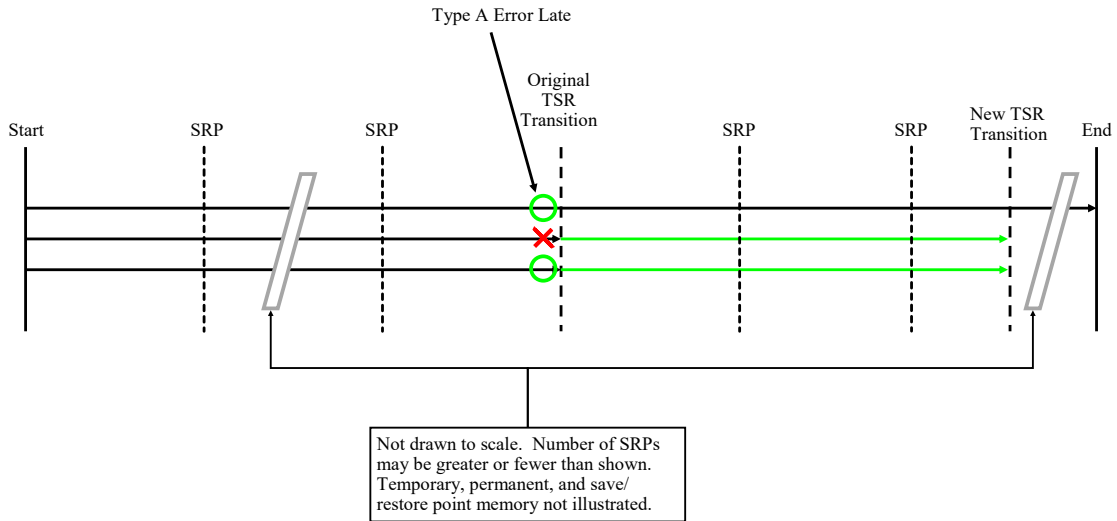 Type A Error Late
Original
TSR
Transition
Start
SRP
SRP
SRP
SRP
New TSR
Transition
End
Not drawn to scale.  Number of SRPs
may be greater or fewer than shown.
Temporary, permanent, and save/
restore point memory not illustrated.